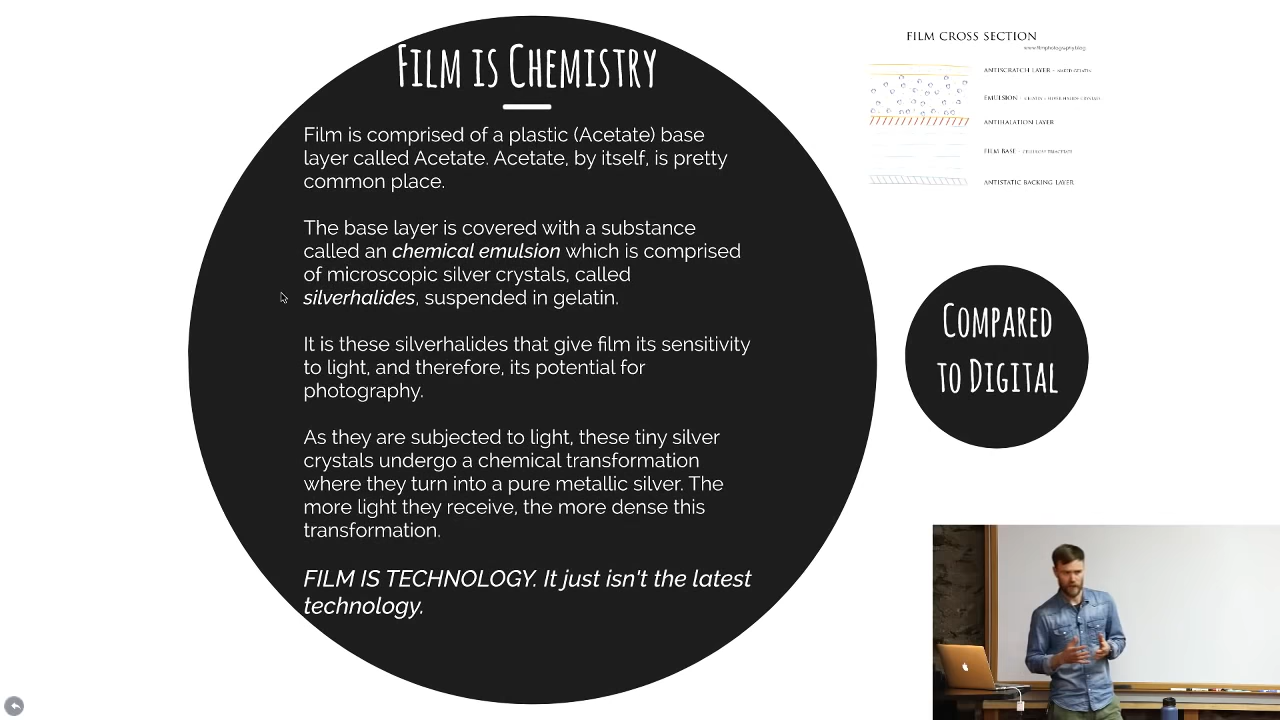 FILM IS CHEMISTRY
Film is comprised of a plastic (Acetate) base
layer called Acetate. Acetate, by itself, is pretty
common place.
The base layer is covered with a substance
called an chemical emulsion which is comprised
of microscopic silver crystals, called
silverhalides, suspended in gelatin.
It is these silverhalides that give film its sensitivity
to light, and therefore, its potential for
photography.
As they are subjected to light, these tiny silver
crystals undergo a chemical transformation
where they turn into a pure metallic silver. The
more light they receive, the more dense this
transformation.
FILM IS TECHNOLOGY. It just isn't the latest
technology.
FILM CROSS SECTION
www.filmphotography.blog
ANTISCRATCH LAYER -
EMULSION -
ANTIHALATION LAYER
FILM BASE -
ANTISTATIC BACKING LAYER
COMPARED
TO DIGITAL